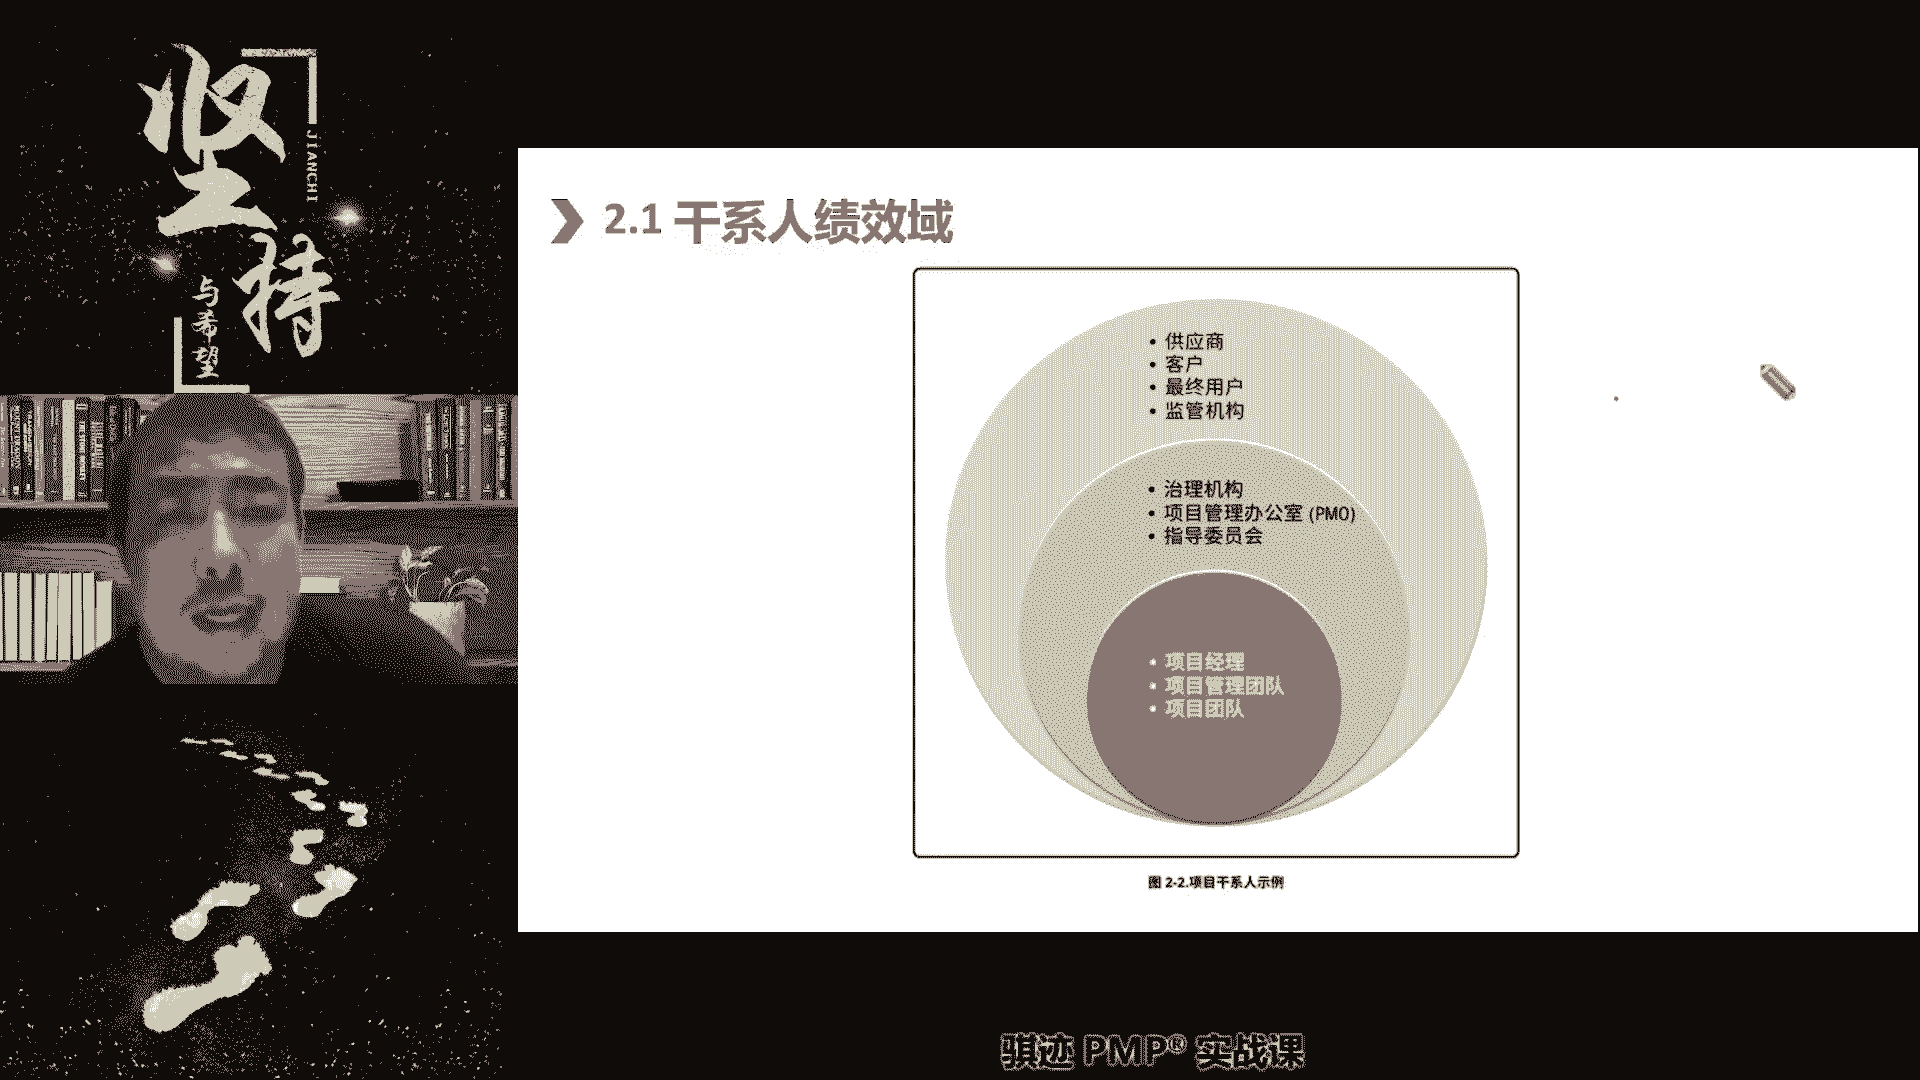 坚持
JIANCHI
与希望
2.1 干系人绩效域
• 供应商
• 客户
• 最终用户
• 监管机构
• 治理机构
• 项目管理办公室 (PMO)
• 指导委员会
• 项目经理
• 项目管理团队
• 项目团队
图 2-2.项目干系人示例
骐迹 PMP® 实战课